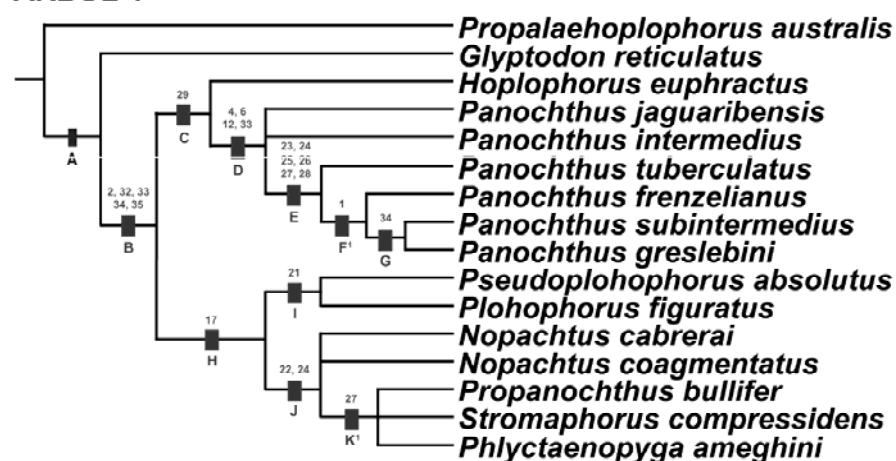 Propalaehoplophorus australis
Glyptodon reticulatus
Hoplophorus euphractus
29
C
Panochthus jaguaribensis
4, 6
12, 33
D
Panochthus intermedius
A
23, 24
25, 26
27, 28
E
Panochthus tuberculatus
Panochthus frenzelianus
1
F¹
2, 32, 33
34, 35
B
Panochthus subintermedius
34
G
Panochthus greslebini
Pseudoplohophorus absolutus
21
I
Plohophorus figuratus
17
H
Nopachtus cabrerai
Nopachtus coagmentatus
22, 24
J
Propanochthus bullifer
27
K¹
Stromaphorus compressidens
Phlyctaenopyga ameghini